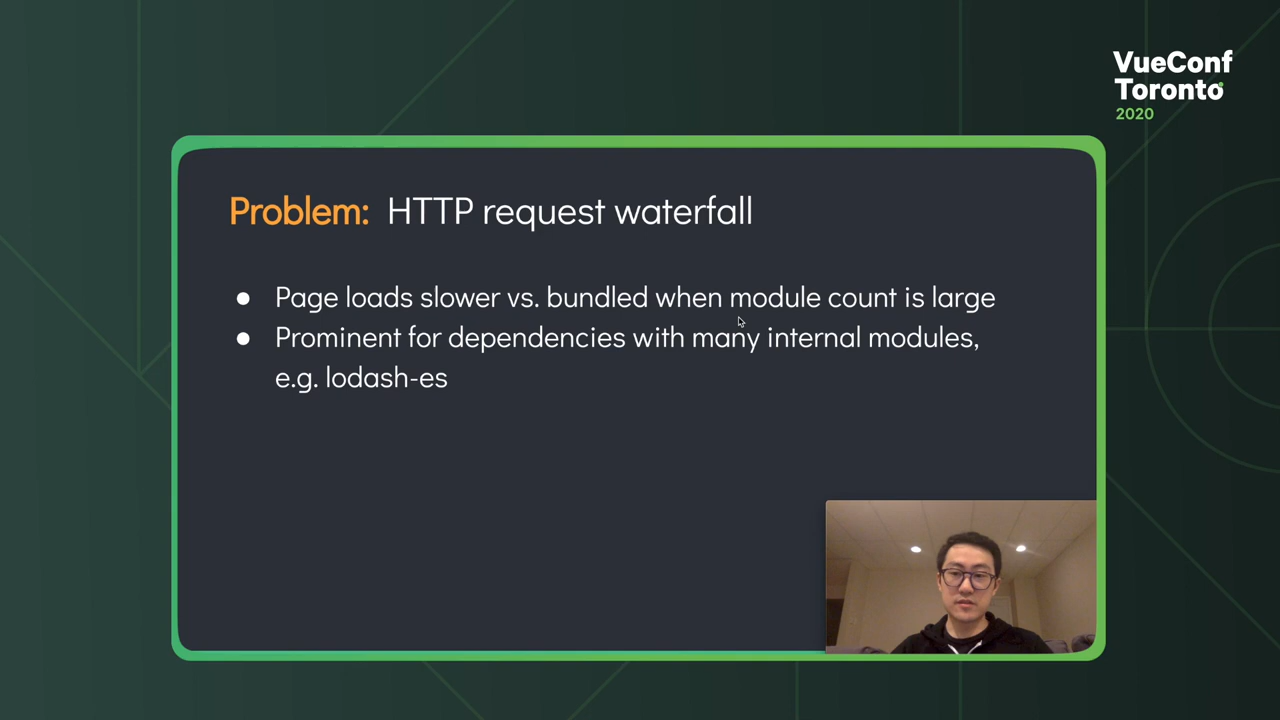 VueConf
Toronto
2020
Problem: HTTP request waterfall
● Page loads slower vs. bundled when module count is large
● Prominent for dependencies with many internal modules,
e.g. lodash-es